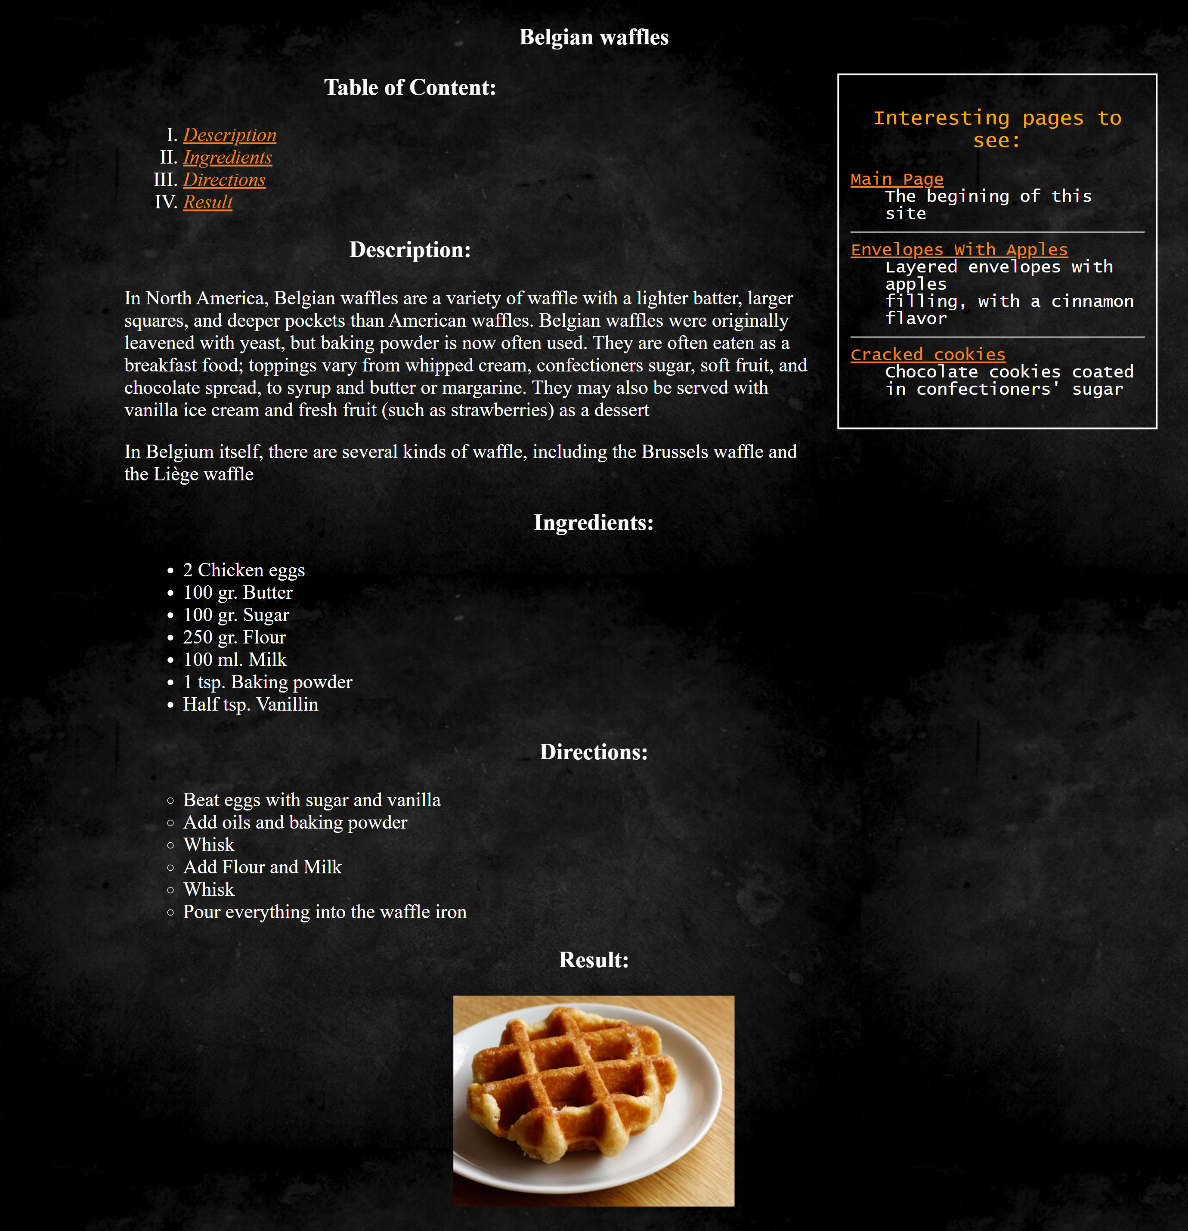 Belgian waffles
Table of Content:
I. Description
II. Ingredients
III. Directions
IV. Result
Interesting pages to
see:
Main Page
The begining of this
site
Envelopes With Apples
Layered envelopes with
apples
filling, with a cinnamon
flavor
Cracked cookies
Chocolate cookies coated
in confectioners' sugar
Description:
In North America, Belgian waffles are a variety of waffle with a lighter batter, larger
squares, and deeper pockets than American waffles. Belgian waffles were originally
leavened with yeast, but baking powder is now often used. They are often eaten as a
breakfast food; toppings vary from whipped cream, confectioners sugar, soft fruit, and
chocolate spread, to syrup and butter or margarine. They may also be served with
vanilla ice cream and fresh fruit (such as strawberries) as a dessert
In Belgium itself, there are several kinds of waffle, including the Brussels waffle and
the Liège waffle
Ingredients:
• 2 Chicken eggs
• 100 gr. Butter
• 100 gr. Sugar
• 250 gr. Flour
• 100 ml. Milk
• 1 tsp. Baking powder
• Half tsp. Vanillin
Directions:
○ Beat eggs with sugar and vanilla
○ Add oils and baking powder
○ Whisk
○ Add Flour and Milk
○ Whisk
○ Pour everything into the waffle iron
Result: